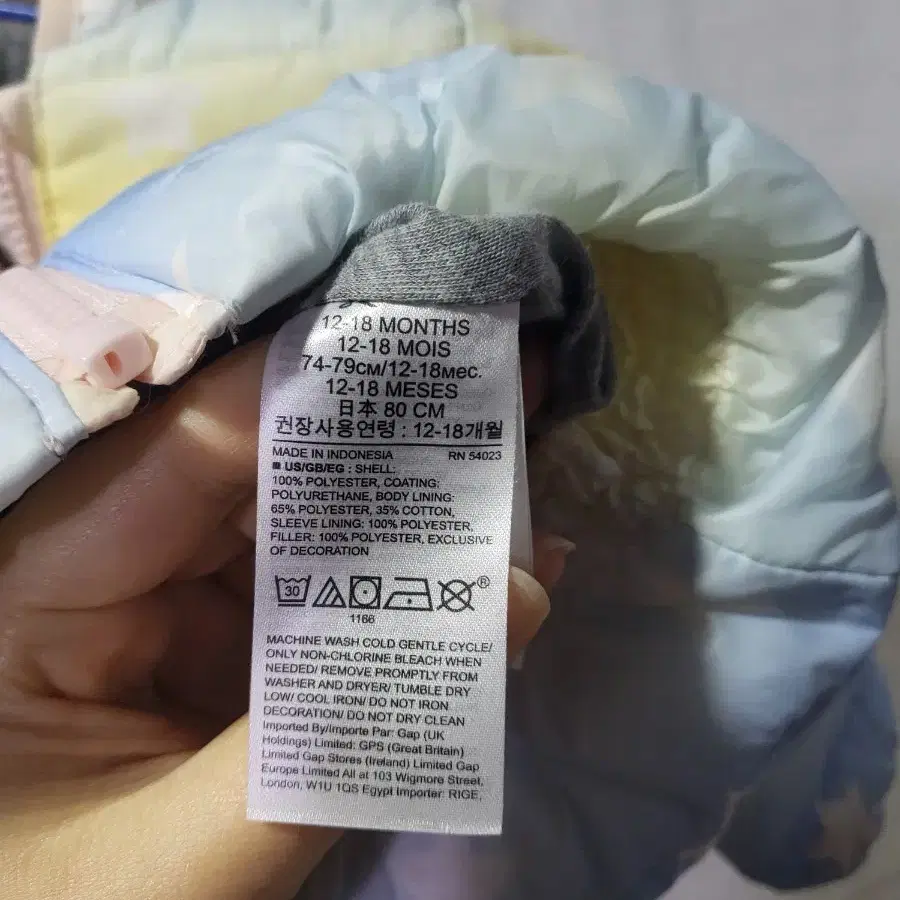 12-18 MONTHS
12-18 MOIS
74-79см/12-18мес.
12-18 MESES
日本 80 CM
권장사용연령 : 12-18개월
MADE IN INDONESIA RN 54023
■ US/GB/EG : SHELL:
100% POLYESTER, COATING:
POLYURETHANE, BODY LINING:
65% POLYESTER, 35% COTTON,
SLEEVE LINING: 100% POLYESTER,
FILLER: 100% POLYESTER, EXCLUSIVE
OF DECORATION
30 ®
1166
MACHINE WASH COLD GENTLE CYCLE/
ONLY NON-CHLORINE BLEACH WHEN
NEEDED/ REMOVE PROMPTLY FROM
WASHER AND DRYER/ TUMBLE DRY
LOW/ COOL IRON/ DO NOT IRON
DECORATION/ DO NOT DRY CLEAN
Imported By/Importe Par: Gap (UK
Holdings) Limited: GPS (Great Britain)
Limited Gap Stores (Ireland) Limited Gap
Europe Limited All at 103 Wigmore Street,
London, W1U 1QS Egypt Importer: RIGE,